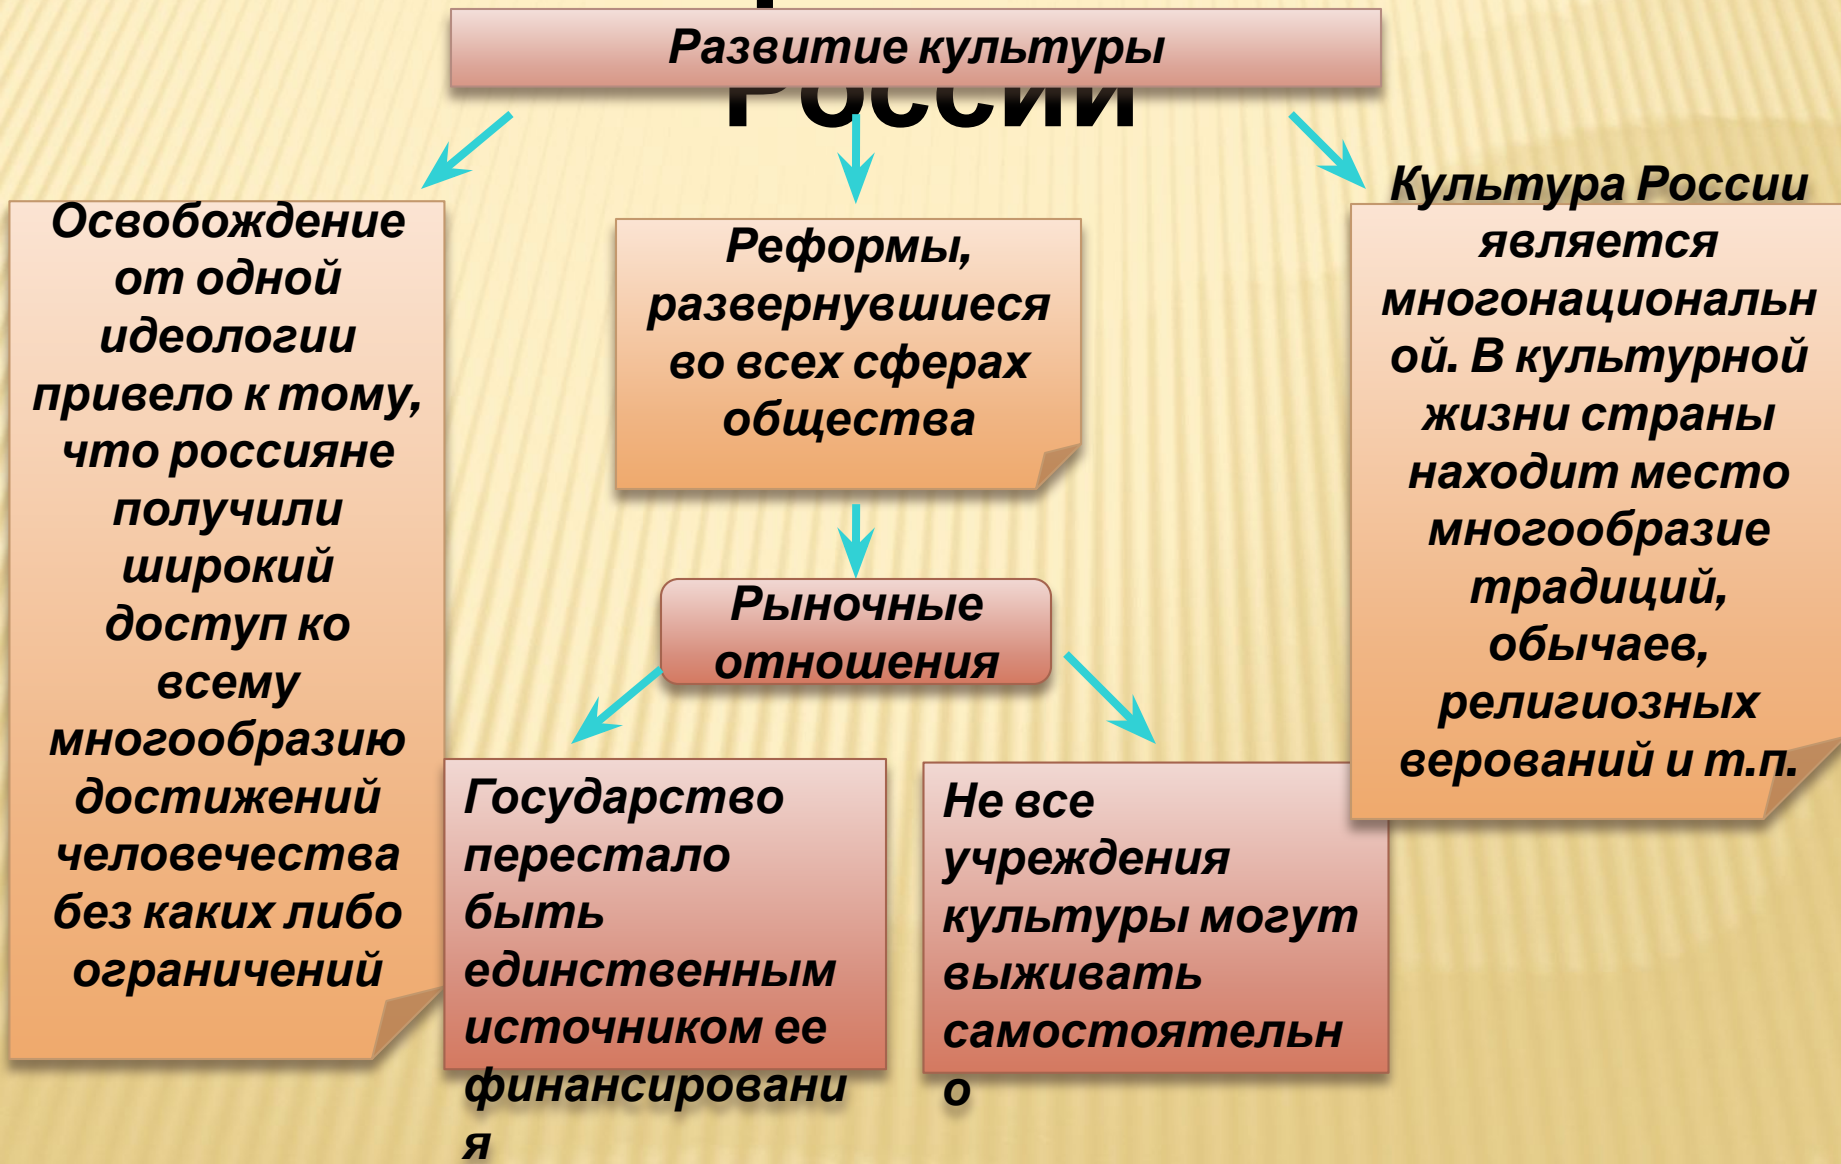 Развитие культуры
России
Освобождение
от одной
идеологии
привело к тому,
что россияне
получили
широкий
доступ ко
всему
многообразию
достижений
человечества
без каких либо
ограничений
Реформы,
развернувшиеся
во всех сферах
общества
Рыночные
отношения
Государство
перестало
быть
единственным
источником ее
финансировани
я
Не все
учреждения
культуры могут
выживать
самостоятельн
о
Культура России
является
многонациональн
ой. В культурной
жизни страны
находит место
многообразие
традиций,
обычаев,
религиозных
верований и т.п.